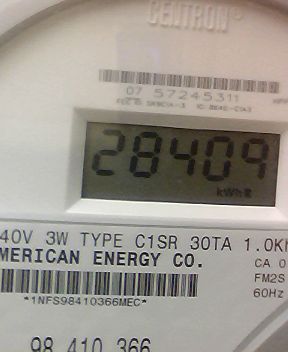 CENTRON®
07 57245311
28409
kWh
40V 3W TYPE C1SR 30TA 1.0K
MERICAN ENERGY CO.
CA 0
FM2S
60Hz
*1NFS98410366MEC*
98 410 366